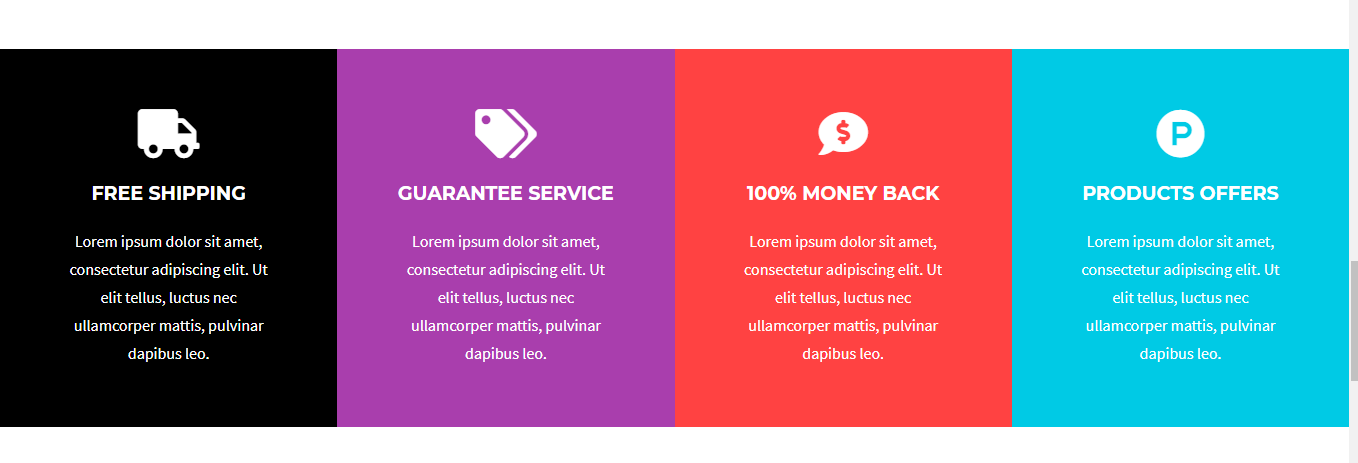 FREE SHIPPING
Lorem ipsum dolor sit amet,
consectetur adipiscing elit. Ut
elit tellus, luctus nec
ullamcorper mattis, pulvinar
dapibus leo.
GUARANTEE SERVICE
Lorem ipsum dolor sit amet,
consectetur adipiscing elit. Ut
elit tellus, luctus nec
ullamcorper mattis, pulvinar
dapibus leo.
$
100% MONEY BACK
Lorem ipsum dolor sit amet,
consectetur adipiscing elit. Ut
elit tellus, luctus nec
ullamcorper mattis, pulvinar
dapibus leo.
P
PRODUCTS OFFERS
Lorem ipsum dolor sit amet,
consectetur adipiscing elit. Ut
elit tellus, luctus nec
ullamcorper mattis, pulvinar
dapibus leo.